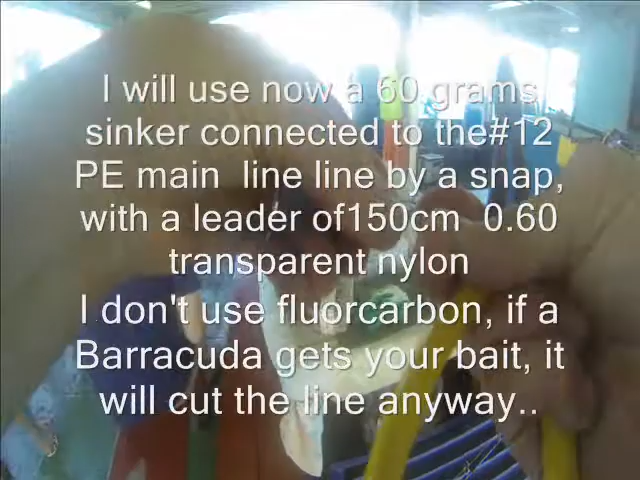 I will use now a 60 grams
sinker connected to the#12
PE main  line line by a snap,
with a leader of150cm  0.60
transparent nylon
I don't use fluorcarbon, if a
Barracuda gets your bait, it
will cut the line anyway..